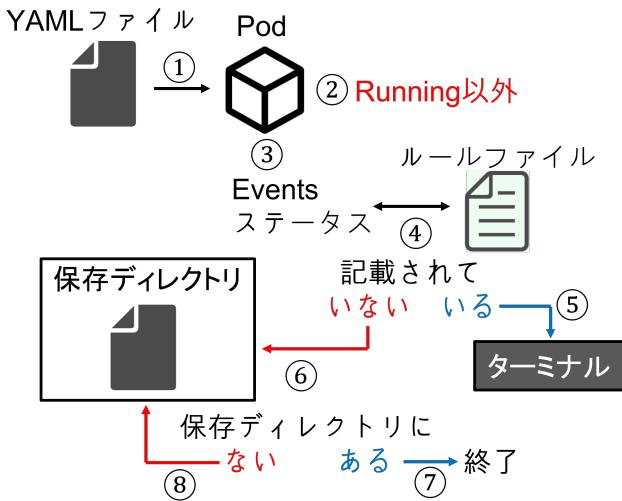 YAMLファイル
Pod
①
② Running以外
③
ルールファイル
Events
ステータス
④
記載されて
いない いる
⑤
保存ディレクトリ
⑥
ターミナル
保存ディレクトリに
ない ある
終了
⑦
⑧